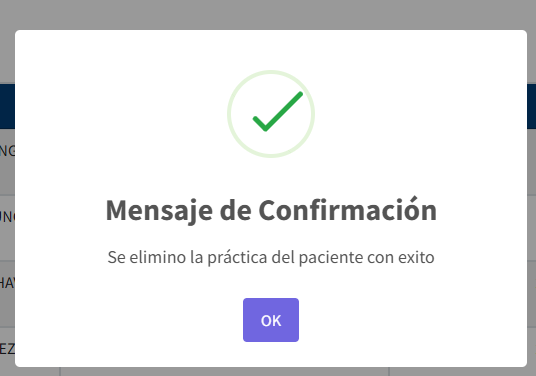 Mensaje de Confirmación
Se elimino la práctica del paciente con exito
OK